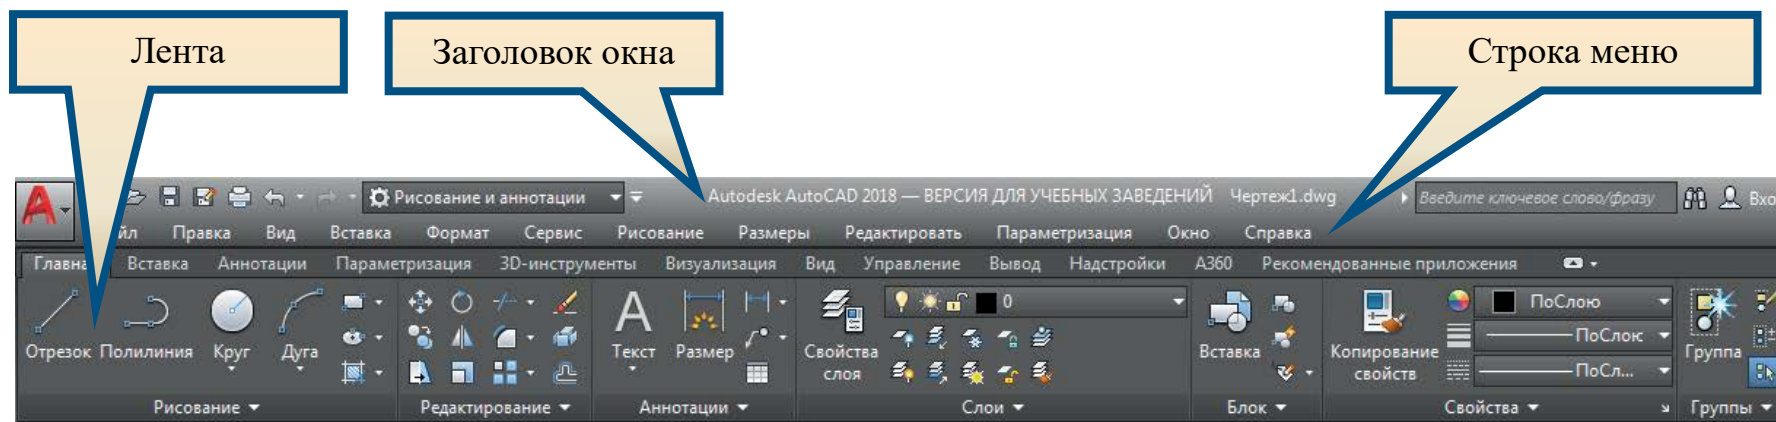 Лента
Заголовок окна
Строка меню
Рисование и аннотации
Autodesk AutoCAD 2018 — ВЕРСИЯ ДЛЯ УЧЕБНЫХ ЗАВЕДЕНИЙ Чертеж1.dwg
Введите ключевое слово/фразу
Правка Вид Вставка Формат Сервис Рисование Размеры Редактировать Параметризация Окно Справка
Вставка Аннотации Параметризация 3D-инструменты Визуализация Вид Управление Вывод Надстройки A360 Рекомендованные приложения
0
ПоСлою
ПоСл...
Отрезок Полилиния Круг Дуга
Текст Размер
Свойства слоя
Вставка
Копирование свойств
Группа
Рисование Редактирование Аннотации Слои Блок Свойства Группы